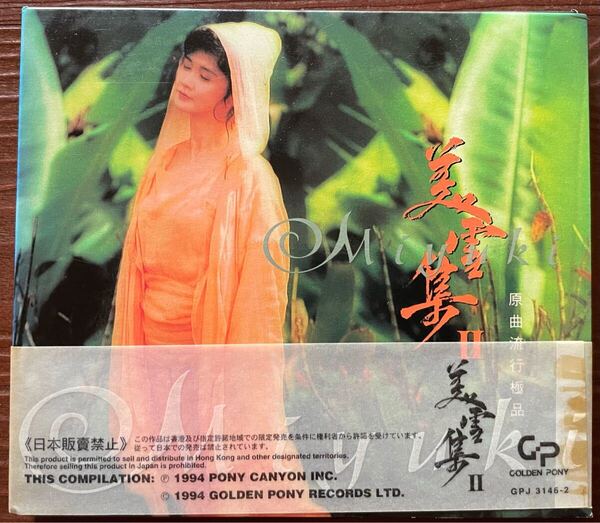 美雪集
II
Miyuki
原曲流行極品
Miyuki
美雪集
II
《日本販賣禁止》
この作品は香港及び指定許諾地域での限定発売を条件に権利者から許諾を受けています。
従って日本での発売は禁止されています。
This product is permitted to sell and distribute in Hong Kong and other designated territories.
Therefore selling this product in Japan is prohibited.
THIS COMPILATION: ℗ 1994 PONY CANYON INC.
© 1994 GOLDEN PONY RECORDS LTD.
GP
GOLDEN PONY
GPJ 3146-2